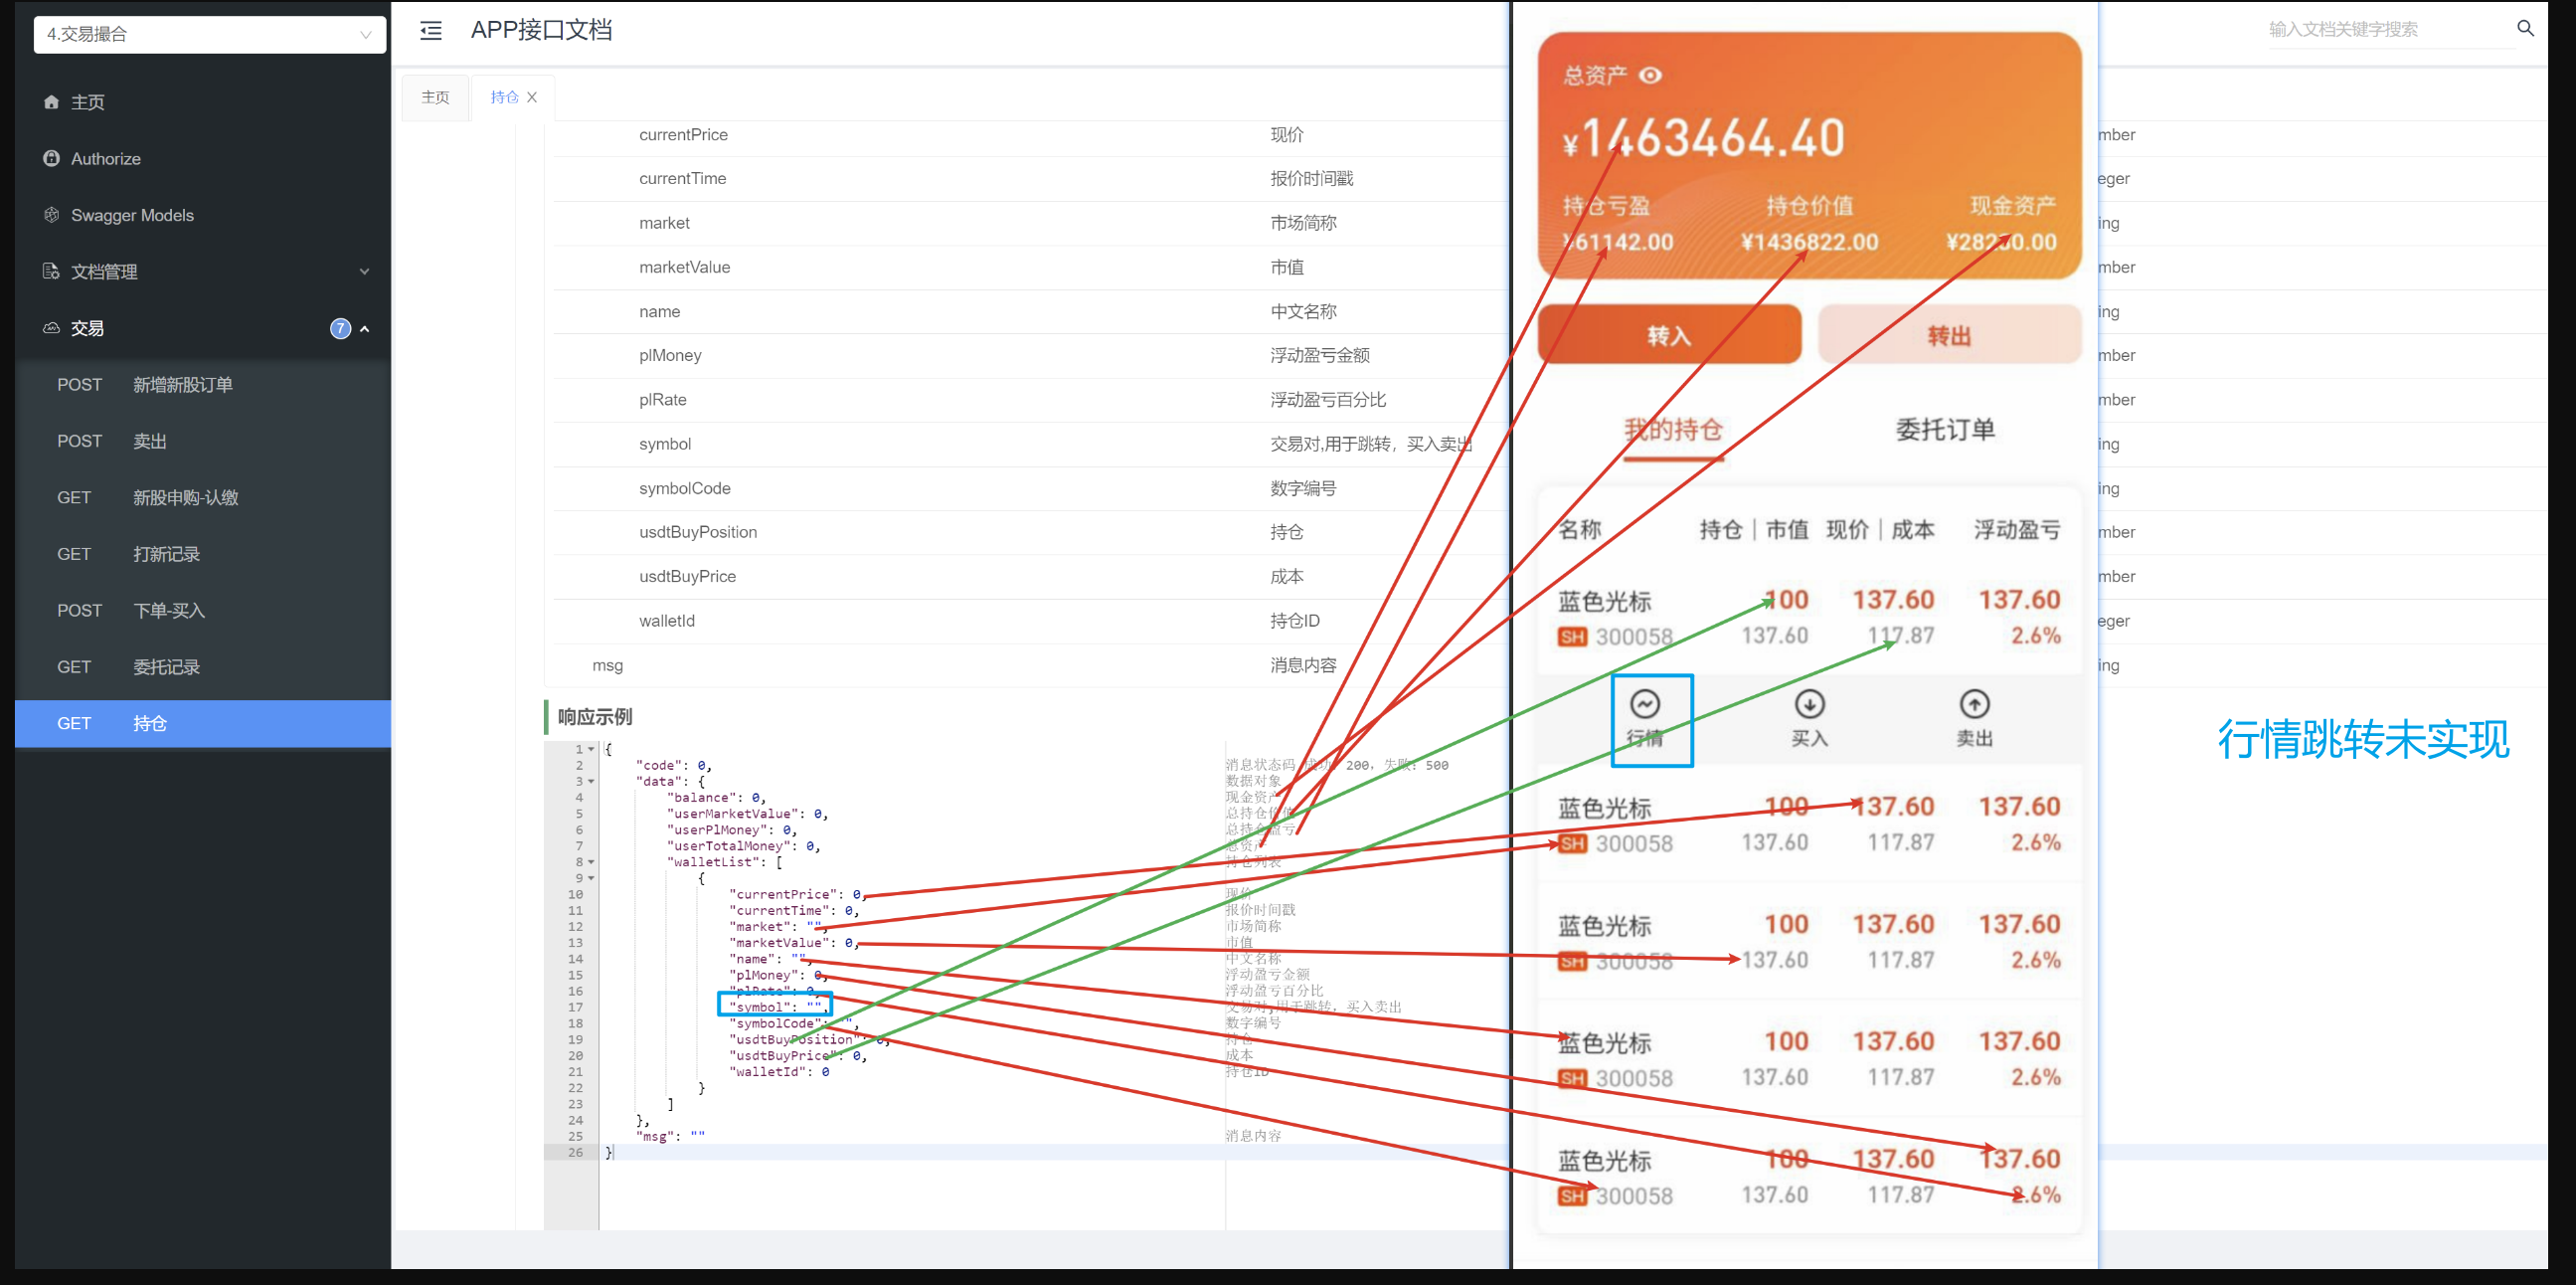 4.交易撮合
APP接口文档
输入文档关键字搜索
主页
Authorize
Swagger Models
文档管理
交易
7
POST 新增新股订单
POST 卖出
GET 新股申购-认缴
GET 打新记录
POST 下单-买入
GET 委托记录
GET 持仓
主页
持仓
currentPrice 现价 mber
currentTime 报价时间戳 eger
market 市场简称 ing
marketValue 市值 mber
name 中文名称 ing
plMoney 浮动盈亏金额 mber
plRate 浮动盈亏百分比 mber
symbol 交易对,用于跳转，买入卖出 ing
symbolCode 数字编号 ing
usdtBuyPosition 持仓 mber
usdtBuyPrice 成本 mber
walletId 持仓ID eger
msg 消息内容 ing
响应示例
1 {
2 "code": 0, 消息状态码 成功: 200, 失败: 500
3 "data": { 数据对象
4 "balance": 0, 现金资产
5 "userMarketValue": 0, 总持仓价值
6 "userPlMoney": 0, 总持仓盈亏
7 "userTotalMoney": 0, 总资产
8 "walletList": [ 持仓列表
9 {
10 "currentPrice": 0, 现价
11 "currentTime": 0, 报价时间戳
12 "market": "", 市场简称
13 "marketValue": 0, 市值
14 "name": "", 中文名称
15 "plMoney": 0, 浮动盈亏金额
16 "plRate": 0, 浮动盈亏百分比
17 "symbol": "", 交易对,用于跳转，买入卖出
18 "symbolCode": "", 数字编号
19 "usdtBuyPosition": 0, 持仓
20 "usdtBuyPrice": 0, 成本
21 "walletId": 0 持仓ID
22 }
23 ]
24 },
25 "msg": "" 消息内容
26 }
总资产
¥1463464.40
持仓亏盈 持仓价值 现金资产
¥61142.00 ¥1436822.00 ¥28230.00
转入 转出
我的持仓 委托订单
名称 持仓｜市值 现价｜成本 浮动盈亏
蓝色光标 100 137.60 137.60
SH 300058 137.60 117.87 2.6%
行情 买入 卖出
蓝色光标 100 137.60 137.60
SH 300058 137.60 117.87 2.6%
蓝色光标 100 137.60 137.60
SH 300058 137.60 117.87 2.6%
蓝色光标 100 137.60 137.60
SH 300058 137.60 117.87 2.6%
蓝色光标 100 137.60 137.60
SH 300058 137.60 117.87 2.6%
行情跳转未实现